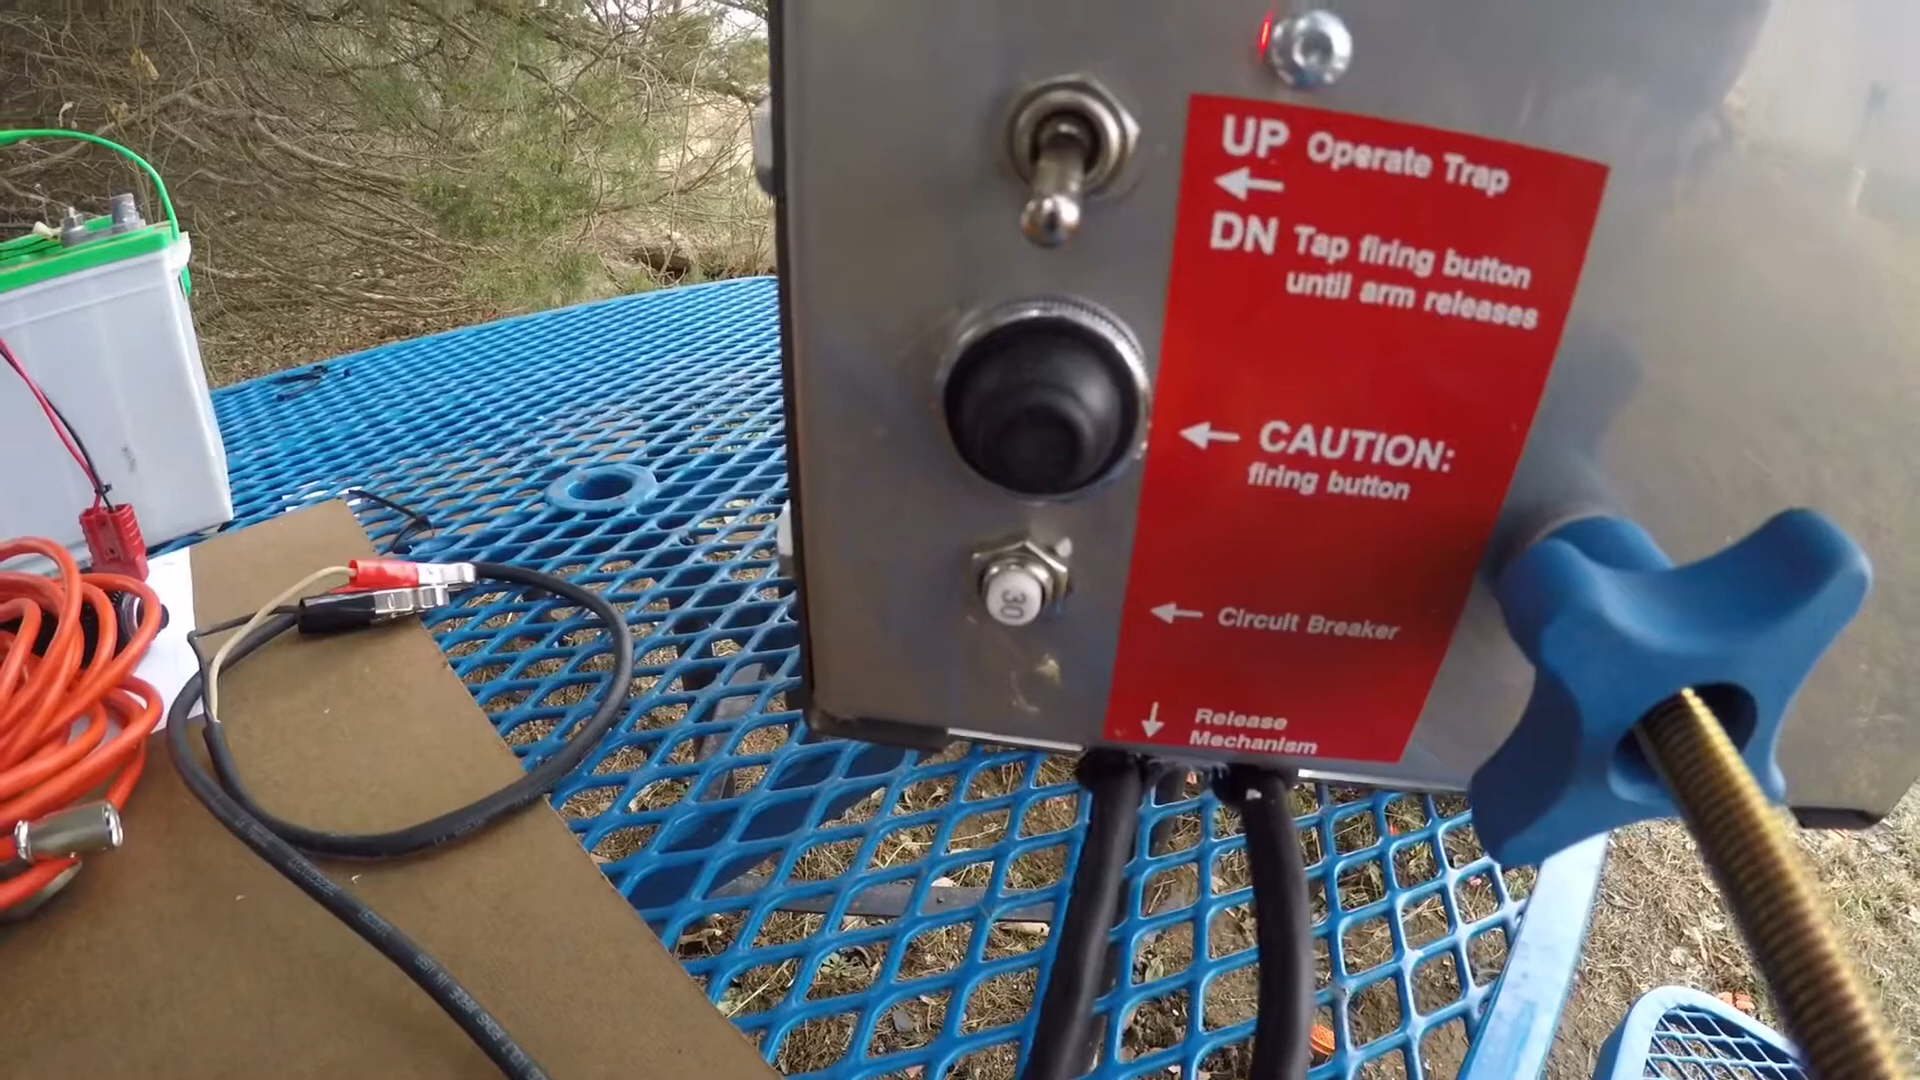 UP Operate Trap
DN Tap firing button
until arm releases
CAUTION:
firing button
30
Circuit Breaker
Release
Mechanism